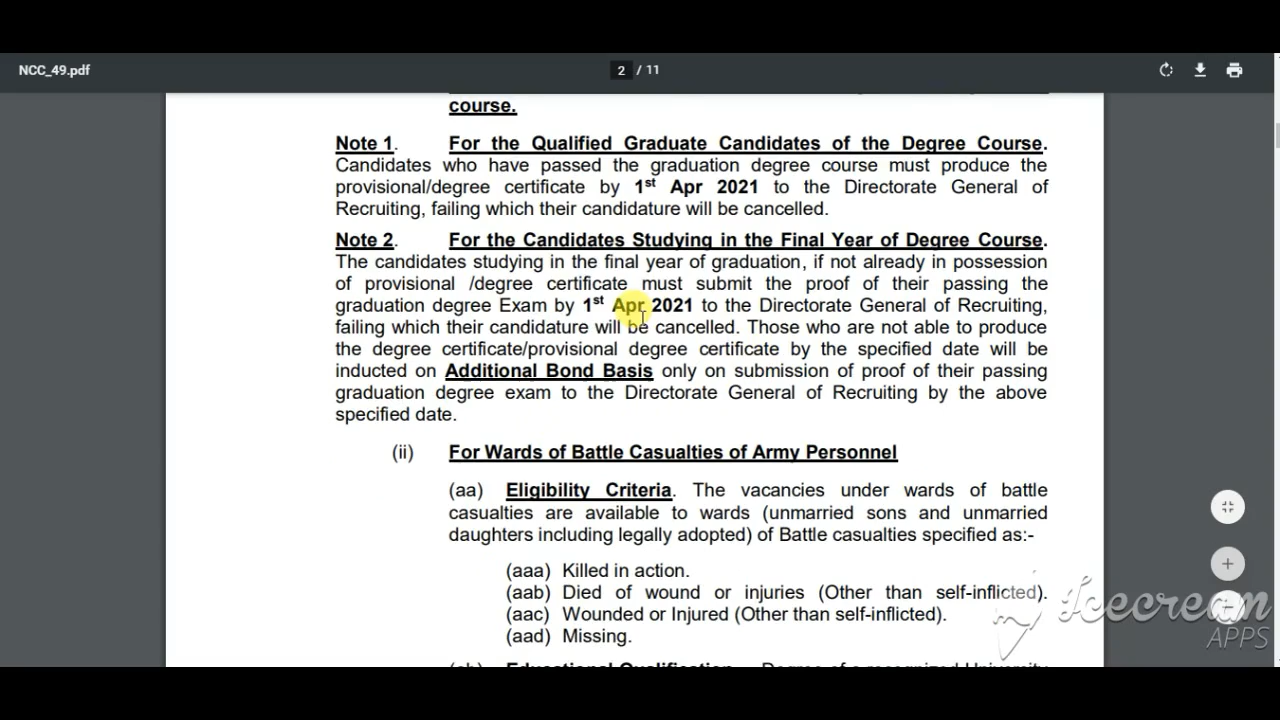 NCC_49.pdf
2 / 11
course.
Note 1. For the Qualified Graduate Candidates of the Degree Course.
Candidates who have passed the graduation degree course must produce the
provisional/degree certificate by 1st Apr 2021 to the Directorate General of
Recruiting, failing which their candidature will be cancelled.
Note 2. For the Candidates Studying in the Final Year of Degree Course.
The candidates studying in the final year of graduation, if not already in possession
of provisional /degree certificate must submit the proof of their passing the
graduation degree Exam by 1st Apr 2021 to the Directorate General of Recruiting,
failing which their candidature will be cancelled. Those who are not able to produce
the degree certificate/provisional degree certificate by the specified date will be
inducted on Additional Bond Basis only on submission of proof of their passing
graduation degree exam to the Directorate General of Recruiting by the above
specified date.
(ii) For Wards of Battle Casualties of Army Personnel
(aa) Eligibility Criteria. The vacancies under wards of battle
casualties are available to wards (unmarried sons and unmarried
daughters including legally adopted) of Battle casualties specified as:-
(aaa) Killed in action.
(aab) Died of wound or injuries (Other than self-inflicted).
(aac) Wounded or Injured (Other than self-inflicted).
(aad) Missing.
Educational Qualification Degree of a recognized University
Icecream
APPS